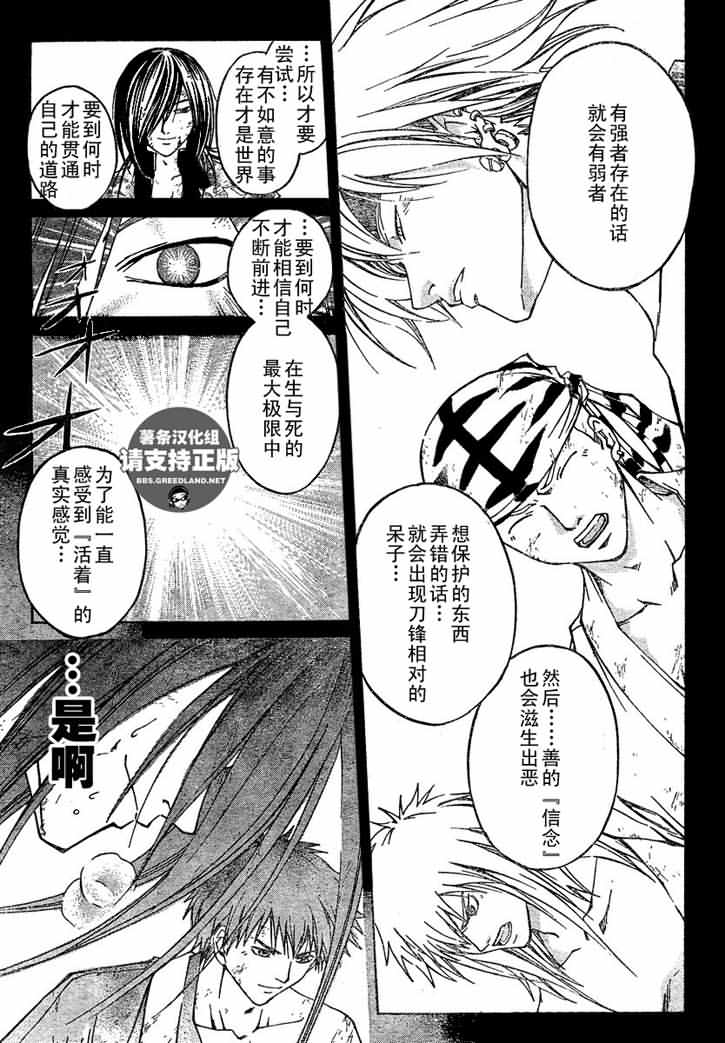 有强者存在的话
就会有弱者
想保护的东西
弄错的话…
就会出现刀锋相对的
呆子…
然后……善的『信念』
也会滋生出恶
…所以才要
尝试…
有不如意的事
存在才是世界
要到何时
才能贯通
自己的道路
…要到何时
才能相信自己
不断前进…
在生与死的
最大极限中
薯条汉化组
请支持正版
BBS.GREEDLAND.NET
为了能一直
感受到『活着』的
真实感觉…
…是啊